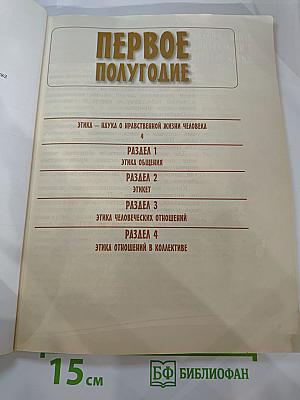 ПЕРВОЕ
ПОЛУГОДИЕ
ЭТИКА — НАУКА О НРАВСТВЕННОЙ ЖИЗНИ ЧЕЛОВЕКА
4
РАЗДЕЛ 1
ЭТИКА ОБЩЕНИЯ
РАЗДЕЛ 2
ЭТИКЕТ
РАЗДЕЛ 3
ЭТИКА ЧЕЛОВЕЧЕСКИХ ОТНОШЕНИЙ
РАЗДЕЛ 4
ЭТИКА ОТНОШЕНИЙ В КОЛЛЕКТИВЕ
15 см
БФ БИБЛИОФАН